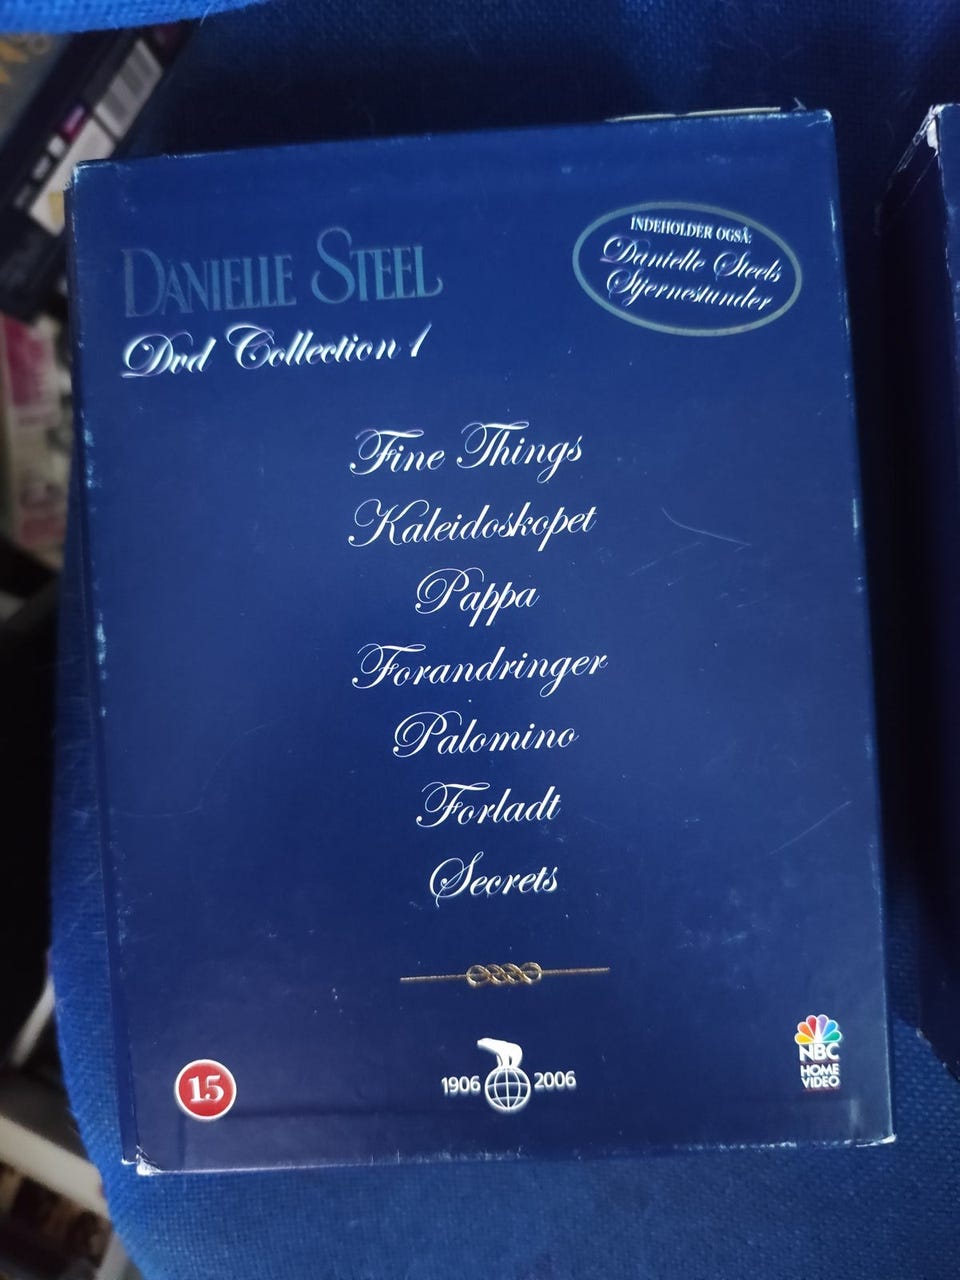 DANIELLE STEEL
Dvd Collection 1
INDEHOLDER OGSÅ:
Danielle Steels
Stjernestunder
Fine Things
Kaleidoskopet
Pappa
Forandringer
Palomino
Forladt
Secrets
15
1906 2006
NBC
HOME
VIDEO